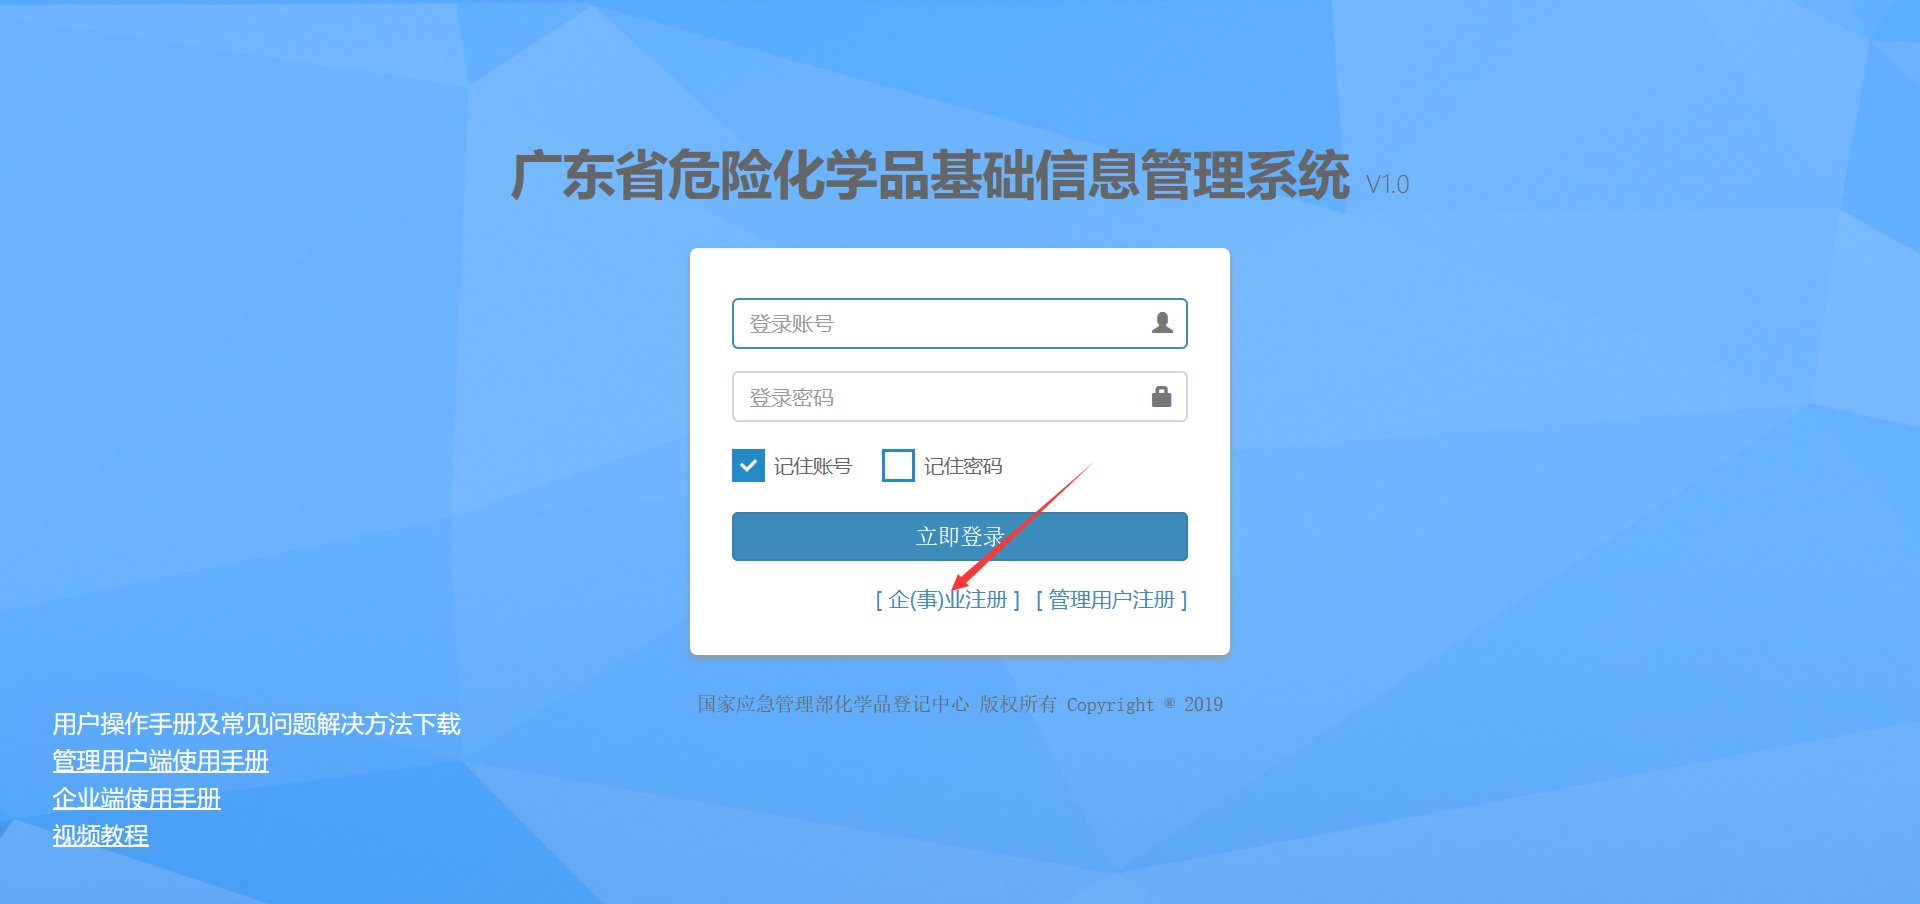 广东省危险化学品基础信息管理系统 V1.0
登录账号
登录密码
记住账号 记住密码
立即登录
[ 企(事)业注册 ] [ 管理用户注册 ]
国家应急管理部化学品登记中心 版权所有 Copyright ® 2019
用户操作手册及常见问题解决方法下载
管理用户端使用手册
企业端使用手册
视频教程